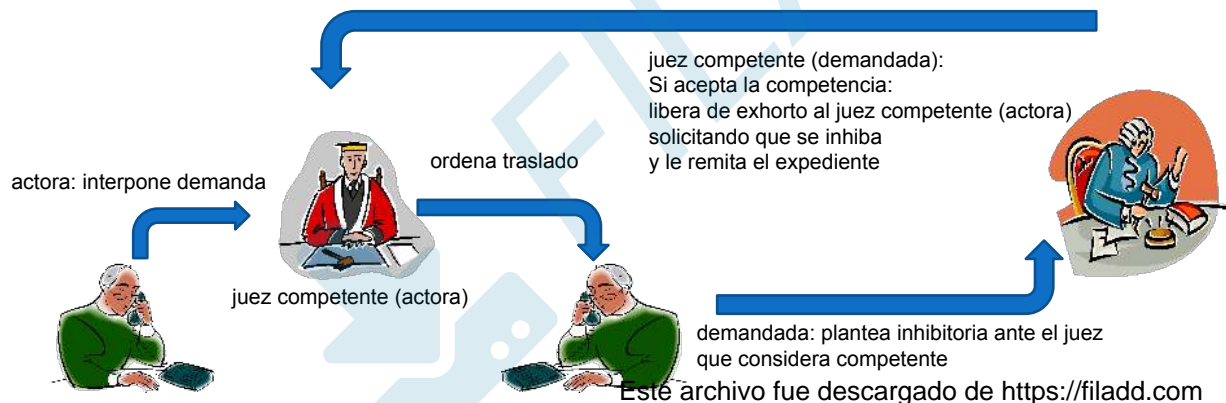 actora: interpone demanda
juez competente (actora)
ordena traslado
demandada: plantea inhibitoria ante el juez
que considera competente
juez competente (demandada):
Si acepta la competencia:
libera de exhorto al juez competente (actora)
solicitando que se inhiba
y le remita el expediente
Este archivo fue descargado de https://filadd.com